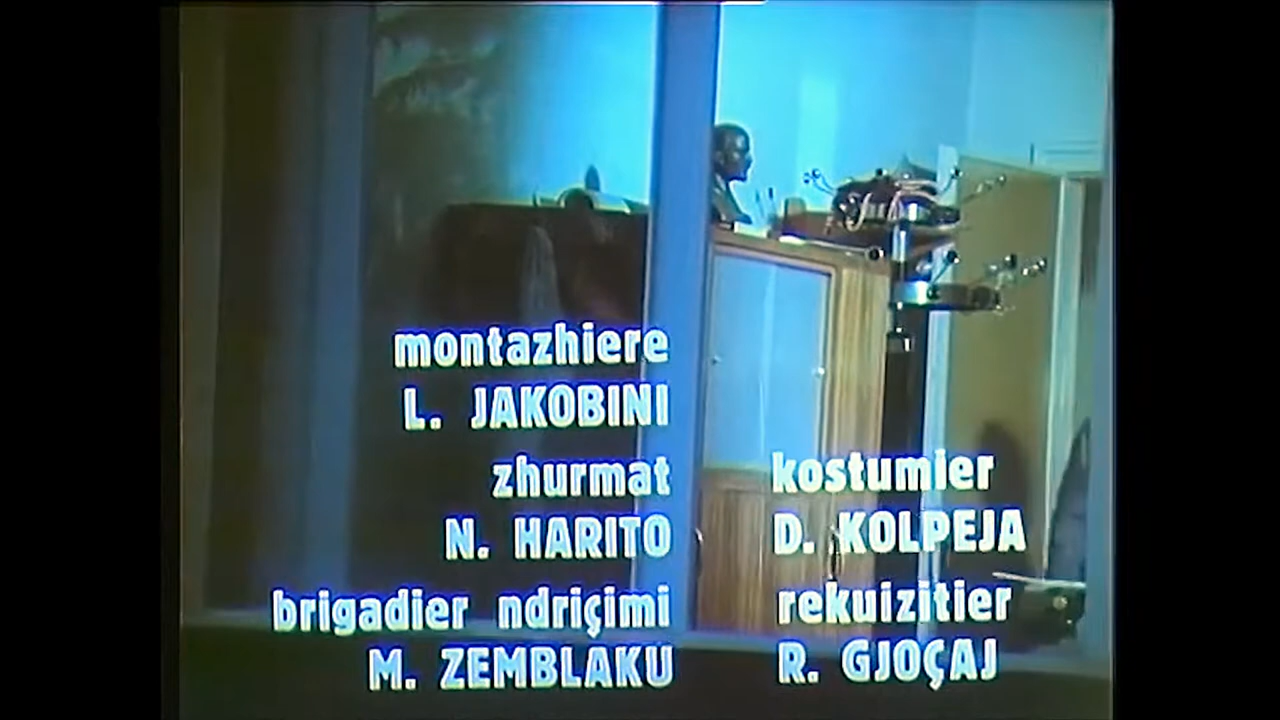 montazhiere
L. JAKOBINI
zhurmat
N. HARITO
brigadier ndriçimi
M. ZEMBLAKU
kostumier
D. KOLPEJA
rekuizitier
R. GJOÇAJ